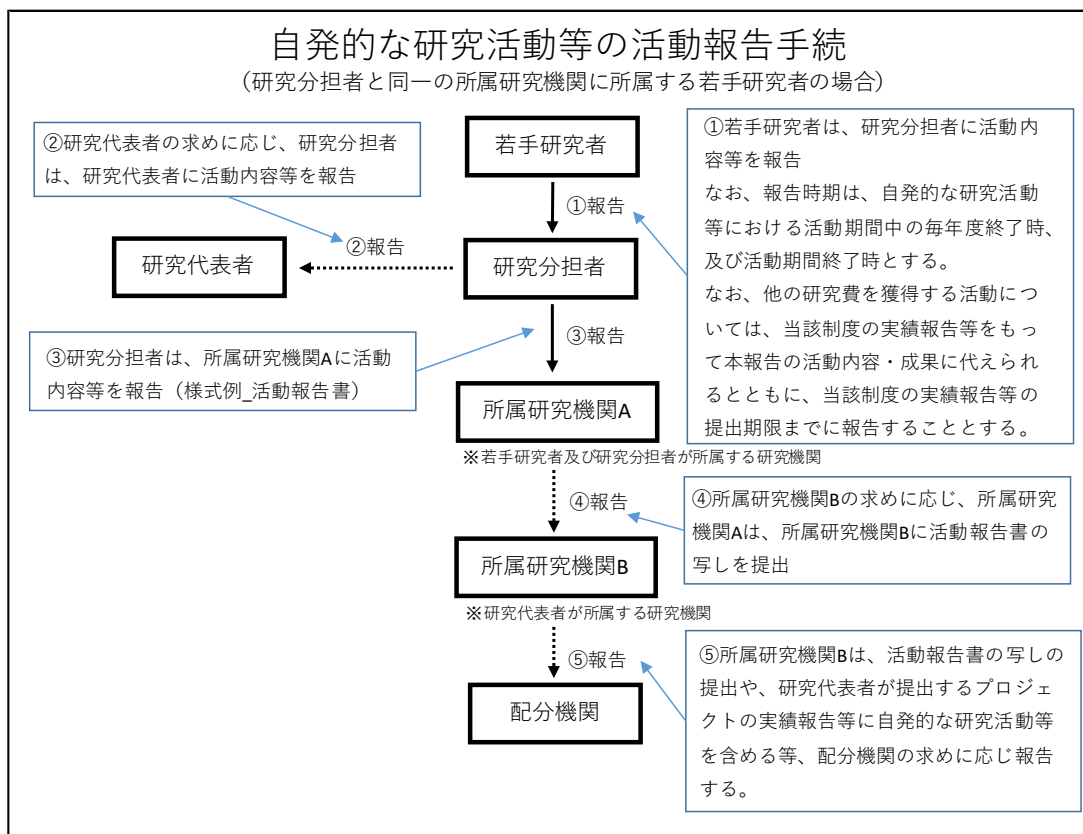 自発的な研究活動等の活動報告手続
(研究分担者と同一の所属研究機関に所属する若手研究者の場合)
②研究代表者の求めに応じ、研究分担者
は、研究代表者に活動内容等を報告
若手研究者
①若手研究者は、研究分担者に活動内
容等を報告
なお、報告時期は、自発的な研究活動
等における活動期間中の毎年度終了時、
及び活動期間終了時とする。
なお、他の研究費を獲得する活動につ
いては、当該制度の実績報告等をもっ
て本報告の活動内容・成果に代えられ
るとともに、当該制度の実績報告等の
提出期限までに報告することとする。
①報告
②報告
研究代表者
研究分担者
③報告
③研究分担者は、所属研究機関Aに活動
内容等を報告(様式例_活動報告書)
所属研究機関A
※若手研究者及び研究分担者が所属する研究機関
④報告
④所属研究機関Bの求めに応じ、所属研究
機関Aは、所属研究機関Bに活動報告書の
写しを提出
所属研究機関B
※研究代表者が所属する研究機関
⑤報告
⑤所属研究機関Bは、活動報告書の写しの
提出や、研究代表者が提出するプロジェ
クトの実績報告等に自発的な研究活動等
を含める等、配分機関の求めに応じ報告
する。
配分機関